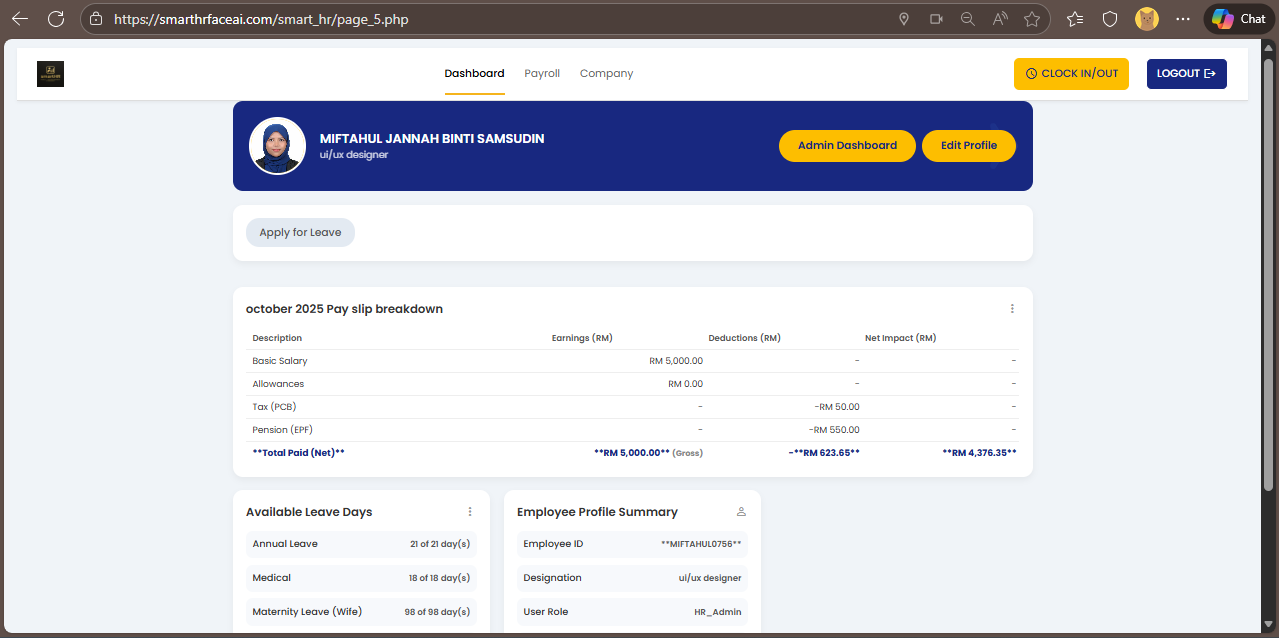 https://smarthrfaceai.com/smart_hr/page_5.php
Chat
Dashboard Payroll Company
CLOCK IN/OUT
LOGOUT
MIFTAHUL JANNAH BINTI SAMSUDIN
ui/ux designer
Admin Dashboard Edit Profile
Apply for Leave
october 2025 Pay slip breakdown
Description Earnings (RM) Deductions (RM) Net Impact (RM)
Basic Salary RM 5,000.00 - -
Allowances RM 0.00 - -
Tax (PCB) - -RM 50.00 -
Pension (EPF) - -RM 550.00 -
**Total Paid (Net)** **RM 5,000.00** (Gross) -**RM 623.65** **RM 4,376.35**
Available Leave Days
Annual Leave 21 of 21 day(s)
Medical 18 of 18 day(s)
Maternity Leave (Wife) 98 of 98 day(s)
Employee Profile Summary
Employee ID **MIFTAHUL0756**
Designation ui/ux designer
User Role HR_Admin